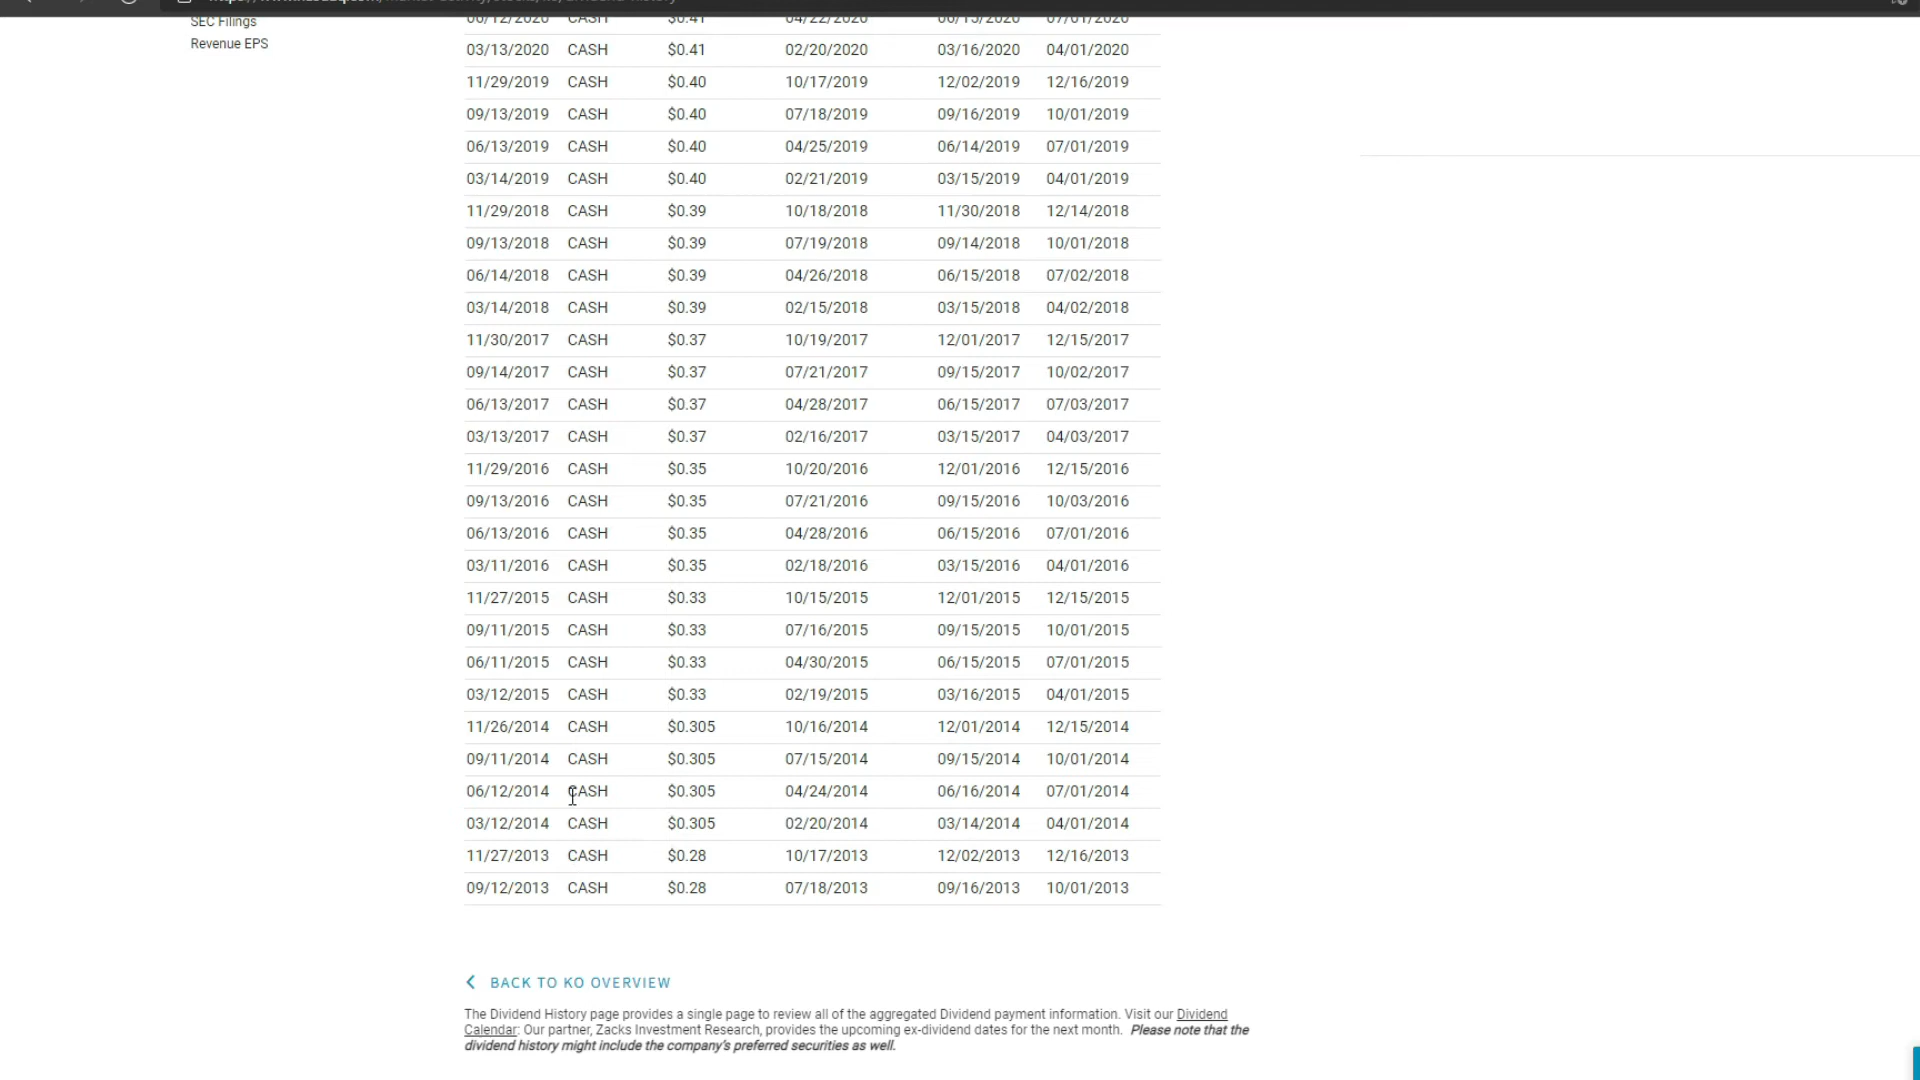 SEC Filings
Revenue EPS
06/12/2020 CASH $0.41 04/22/2020 06/15/2020 07/01/2020
03/13/2020 CASH $0.41 02/20/2020 03/16/2020 04/01/2020
11/29/2019 CASH $0.40 10/17/2019 12/02/2019 12/16/2019
09/13/2019 CASH $0.40 07/18/2019 09/16/2019 10/01/2019
06/13/2019 CASH $0.40 04/25/2019 06/14/2019 07/01/2019
03/14/2019 CASH $0.40 02/21/2019 03/15/2019 04/01/2019
11/29/2018 CASH $0.39 10/18/2018 11/30/2018 12/14/2018
09/13/2018 CASH $0.39 07/19/2018 09/14/2018 10/01/2018
06/14/2018 CASH $0.39 04/26/2018 06/15/2018 07/02/2018
03/14/2018 CASH $0.39 02/15/2018 03/15/2018 04/02/2018
11/30/2017 CASH $0.37 10/19/2017 12/01/2017 12/15/2017
09/14/2017 CASH $0.37 07/21/2017 09/15/2017 10/02/2017
06/13/2017 CASH $0.37 04/28/2017 06/15/2017 07/03/2017
03/13/2017 CASH $0.37 02/16/2017 03/15/2017 04/03/2017
11/29/2016 CASH $0.35 10/20/2016 12/01/2016 12/15/2016
09/13/2016 CASH $0.35 07/21/2016 09/15/2016 10/03/2016
06/13/2016 CASH $0.35 04/28/2016 06/15/2016 07/01/2016
03/11/2016 CASH $0.35 02/18/2016 03/15/2016 04/01/2016
11/27/2015 CASH $0.33 10/15/2015 12/01/2015 12/15/2015
09/11/2015 CASH $0.33 07/16/2015 09/15/2015 10/01/2015
06/11/2015 CASH $0.33 04/30/2015 06/15/2015 07/01/2015
03/12/2015 CASH $0.33 02/19/2015 03/16/2015 04/01/2015
11/26/2014 CASH $0.305 10/16/2014 12/01/2014 12/15/2014
09/11/2014 CASH $0.305 07/15/2014 09/15/2014 10/01/2014
06/12/2014 CASH $0.305 04/24/2014 06/16/2014 07/01/2014
03/12/2014 CASH $0.305 02/20/2014 03/14/2014 04/01/2014
11/27/2013 CASH $0.28 10/17/2013 12/02/2013 12/16/2013
09/12/2013 CASH $0.28 07/18/2013 09/16/2013 10/01/2013
BACK TO KO OVERVIEW
The Dividend History page provides a single page to review all of the aggregated Dividend payment information. Visit our Dividend
Calendar: Our partner, Zacks Investment Research, provides the upcoming ex-dividend dates for the next month. Please note that the
dividend history might include the company's preferred securities as well.